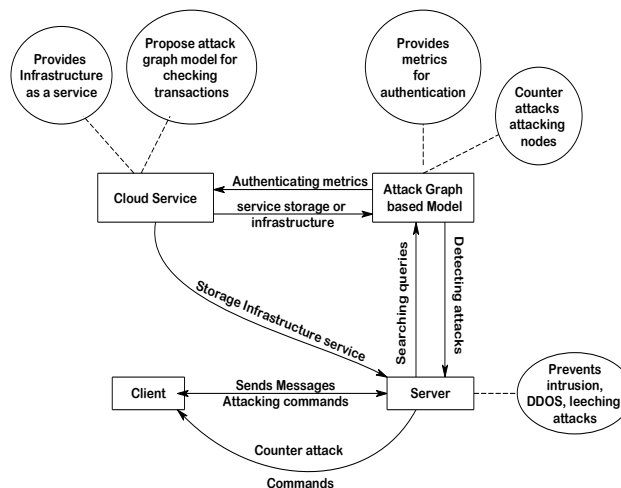 Provides
Infrastructure
as a service
Propose attack
graph model for
checking
transactions
Provides
metrics
for
authentication
Counter
attacks
attacking
nodes
Cloud Service
Authenticating metrics
service storage or
infrastructure
Attack Graph
based Model
Storage Infrastructure service
Searching queries
Detecting attacks
Client
Sends Messages
Attacking commands
Server
Prevents
intrusion,
DDOS, leeching
attacks
Counter attack
Commands